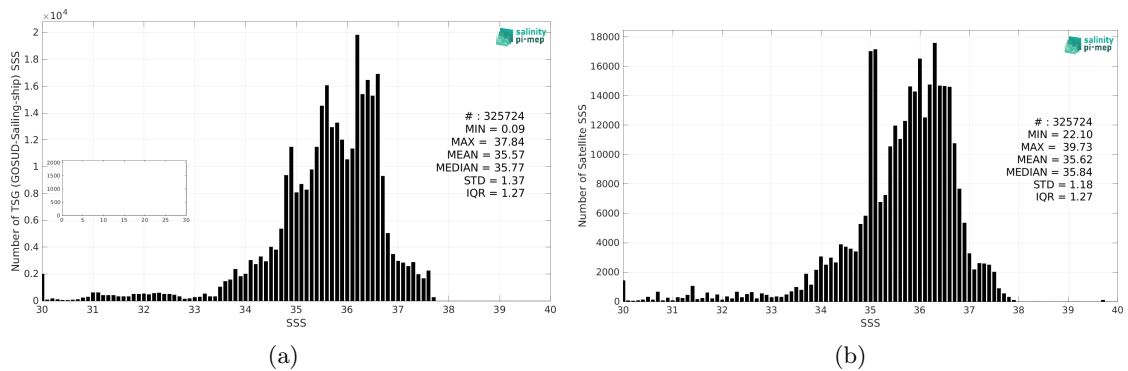 ×10⁴
2
1.8
1.6
1.4
1.2
1
0.8
0.6
0.4
0.2
0
Number of TSG (GOSUD-Sailing-ship) SSS
salinity
pi-mep
# : 325724
MIN = 0.09
MAX = 37.84
MEAN = 35.57
MEDIAN = 35.77
STD = 1.37
IQR = 1.27
2000
1500
1000
500
0
0 5 10 15 20 25 30
30 31 32 33 34 35 36 37 38 39 40
SSS
(a)
18000
16000
14000
12000
10000
8000
6000
4000
2000
0
Number of Satellite SSS
salinity
pi-mep
# : 325724
MIN = 22.10
MAX = 39.73
MEAN = 35.62
MEDIAN = 35.84
STD = 1.18
IQR = 1.27
30 31 32 33 34 35 36 37 38 39 40
SSS
(b)